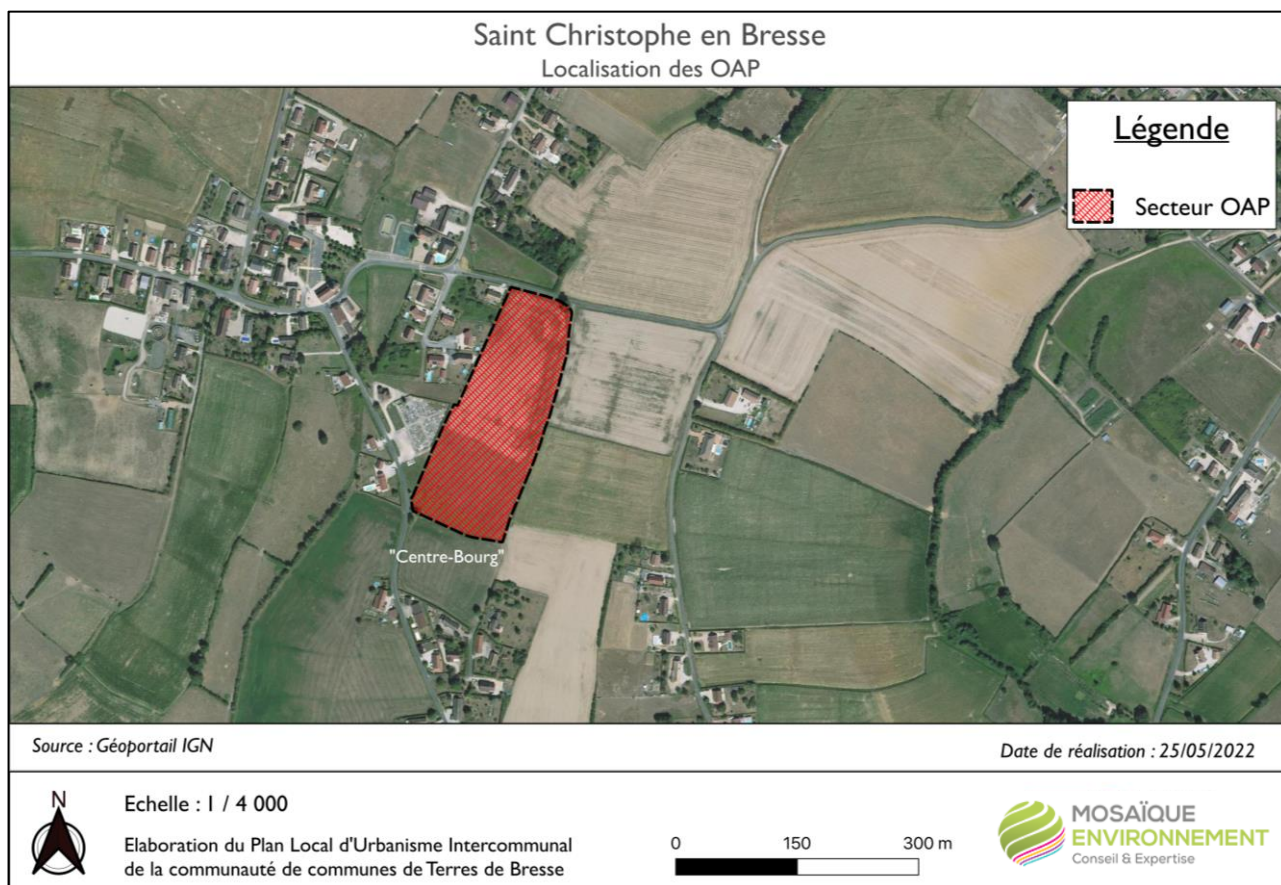 Saint Christophe en Bresse
Localisation des OAP
Légende
Secteur OAP
"Centre-Bourg"
Source : Géoportail IGN
Date de réalisation : 25/05/2022
N
Echelle : 1 / 4 000
Elaboration du Plan Local d'Urbanisme Intercommunal
de la communauté de communes de Terres de Bresse
0 150 300 m
MOSAÏQUE
ENVIRONNEMENT
Conseil & Expertise